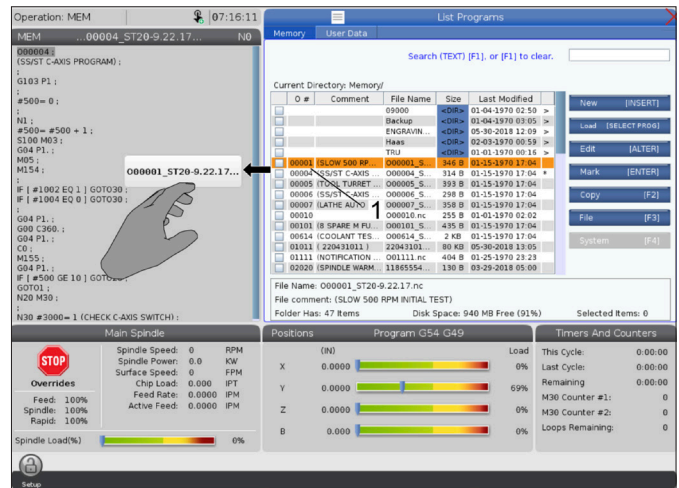 Operation: MEM
07:16:11
List Programs
MEM
...00004_ST20-9.22.17...
N0
Memory
User Data
O00004 ;
(SS/ST C-AXIS PROGRAM) ;
;
G103 P1 ;
;
#500= 0 ;
;
N1 ;
#500= #500 + 1 ;
S100 M03 ;
G04 P1. ;
M05 ;
M154 ;
;
IF [ #1002 EQ 1 ] GOTO30 ;
IF [ #1004 EQ 0 ] GOTO30 ;
;
G04 P1. ;
G00 C360. ;
G04 P1. ;
C0 ;
M155 ;
G04 P1. ;
IF [ #500 GE 10 ] GOTO20 ;
GOTO1 ;
N20 M30 ;
;
N30 #3000= 1 (CHECK C-AXIS SWITCH) ;
O00001_ST20-9.22.17...
1
Search (TEXT) [F1], or [F1] to clear.
Current Directory: Memory/
O # Comment File Name Size Last Modified
09000 <DIR> 01-04-1970 02:50 >
Backup <DIR> 01-04-1970 03:05 >
ENGRAVIN... <DIR> 05-30-2018 12:09 >
Haas <DIR> 02-03-1970 00:59 >
TRU <DIR> 01-01-1970 00:16 >
00001 (SLOW 500 RP... O00001_S... 346 B 01-15-1970 17:04
00004 (SS/ST C-AXIS ... O00004_S... 314 B 01-15-1970 17:04 *
00005 (TOOL TURRET ... O00005_S... 393 B 01-15-1970 17:04
00006 (SS/ST C-AXIS ... O00006_S... 298 B 01-15-1970 17:04
00007 (LATHE AUTO O00007_S... 358 B 01-15-1970 17:04
00010 O00010.nc 255 B 01-01-1970 02:02
00101 (8 SPARE M FU... O00101_S... 435 B 01-15-1970 17:04
00614 (COOLANT TES... O00614_S... 2 KB 01-15-1970 17:04
01011 ( 220431011 ) 22043101... 80 KB 05-30-2018 13:05
01111 (NOTIFICATION ... O01111.nc 404 B 01-25-1970 23:23
02020 (SPINDLE WARM... 11865554... 130 B 03-29-2018 05:00
New [INSERT]
Load [SELECT PROG]
Edit [ALTER]
Mark [ENTER]
Copy [F2]
File [F3]
System [F4]
File Name: O00001_ST20-9.22.17.nc
File comment: (SLOW 500 RPM INITIAL TEST)
Folder Has: 47 Items Disk Space: 940 MB Free (91%) Selected Items: 0
Main Spindle
STOP
Overrides
Feed: 100%
Spindle: 100%
Rapid: 100%
Spindle Speed: 0 RPM
Spindle Power: 0.0 KW
Surface Speed: 0 FPM
Chip Load: 0.000 IPT
Feed Rate: 0.0000 IPM
Active Feed: 0.0000 IPM
Spindle Load(%) 0%
Positions
Program G54 G49
(IN) Load
X 0.0000 0%
Y 0.0000 69%
Z 0.0000 0%
B 0.000 0%
Timers And Counters
This Cycle: 0:00:00
Last Cycle: 0:00:00
Remaining 0:00:00
M30 Counter #1: 0
M30 Counter #2: 0
Loops Remaining: 0
Setup